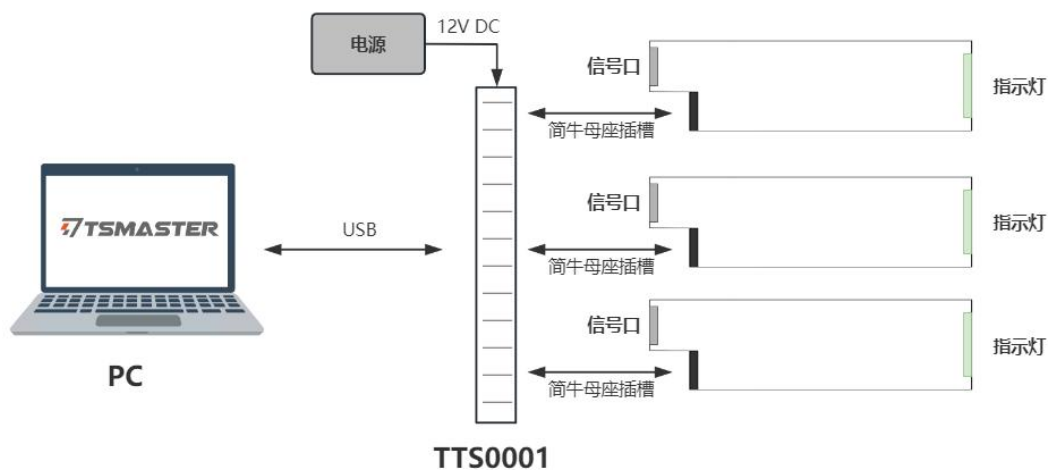 电源
12V DC
信号口
指示灯
简牛母座插槽
TSMASTER
USB
信号口
指示灯
简牛母座插槽
信号口
指示灯
简牛母座插槽
PC
TTS0001